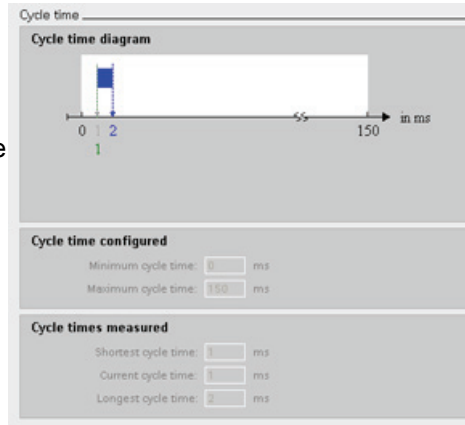 Cycle time
Cycle time diagram
in ms
0 1 2 150
1
e
Cycle time configured
Minimum cycle time: 0 ms
Maximum cycle time: 150 ms
Cycle times measured
Shortest cycle time: 1 ms
Current cycle time: 1 ms
Longest cycle time: 2 ms